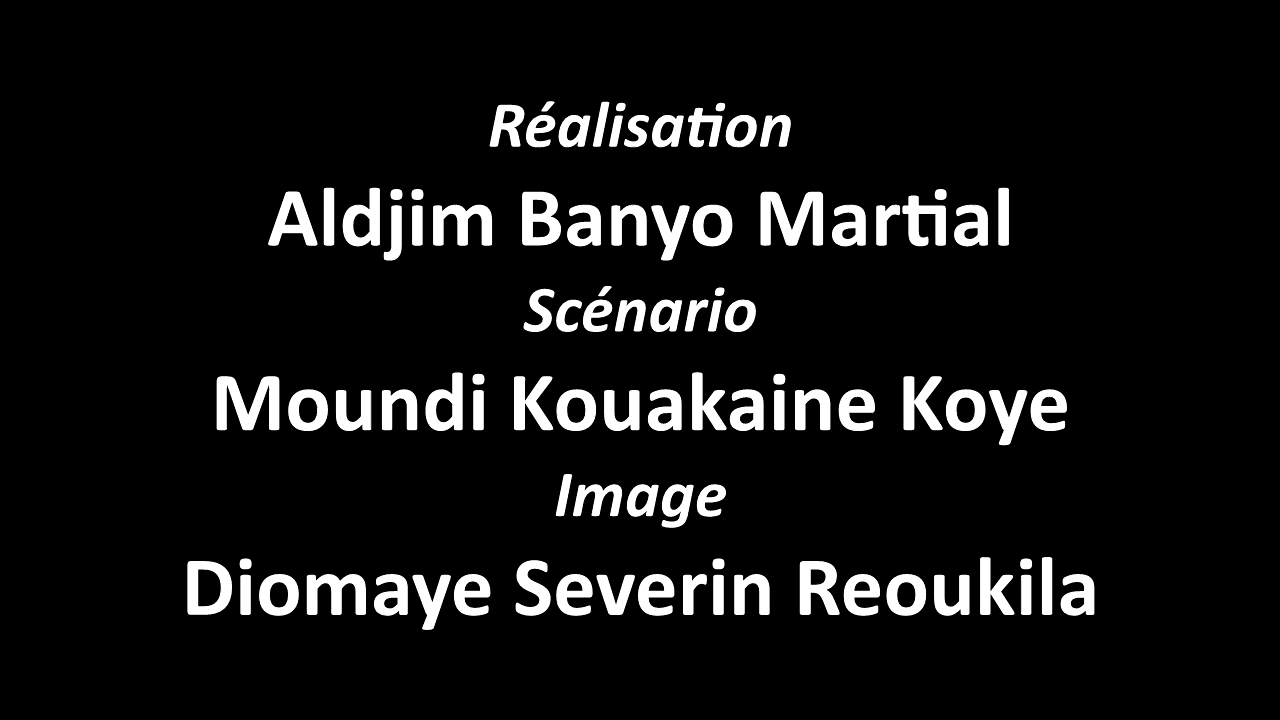 Réalisation
Aldjim Banyo Martial
Scénario
Moundi Kouakaine Koye
Image
Diomaye Severin Reoukila